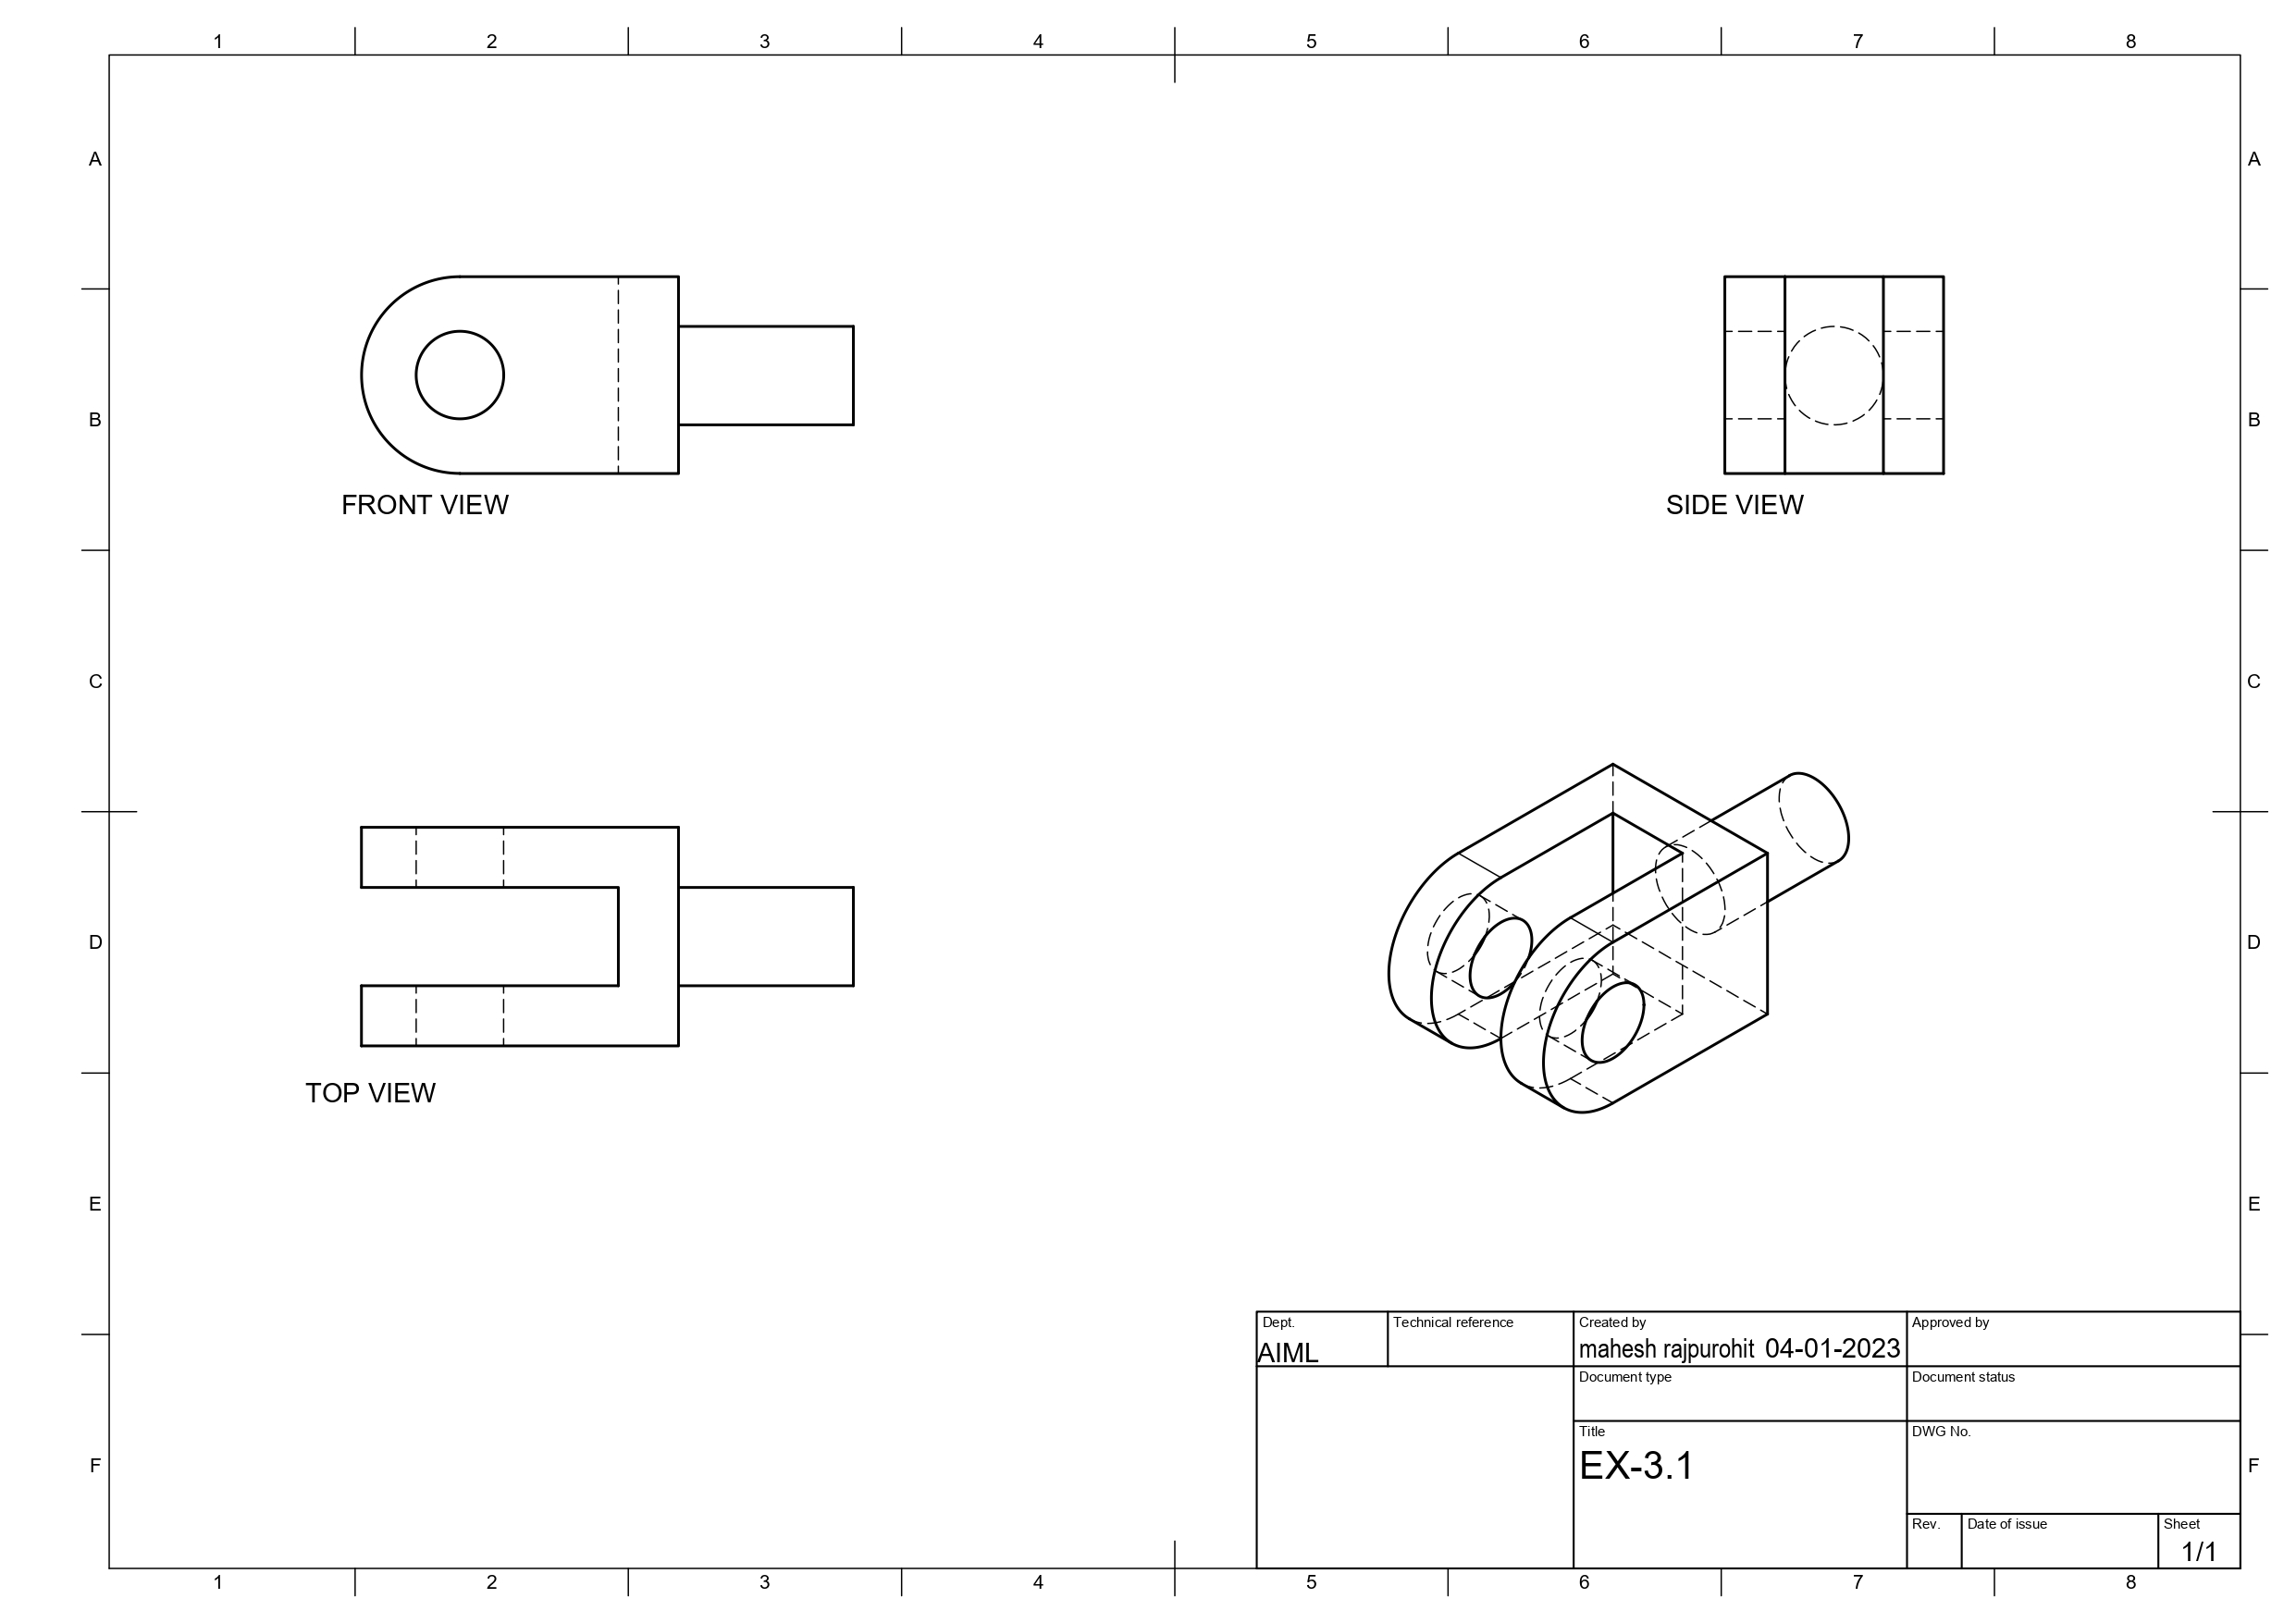 1 2 3 4 5 6 7 8
A A
B B
FRONT VIEW SIDE VIEW
C C
D D
TOP VIEW
E E
Dept. Technical reference Created by Approved by
AIML mahesh rajpurohit 04-01-2023
Document type Document status
Title DWG No.
EX-3.1
F F
Rev. Date of issue Sheet
1/1
1 2 3 4 5 6 7 8